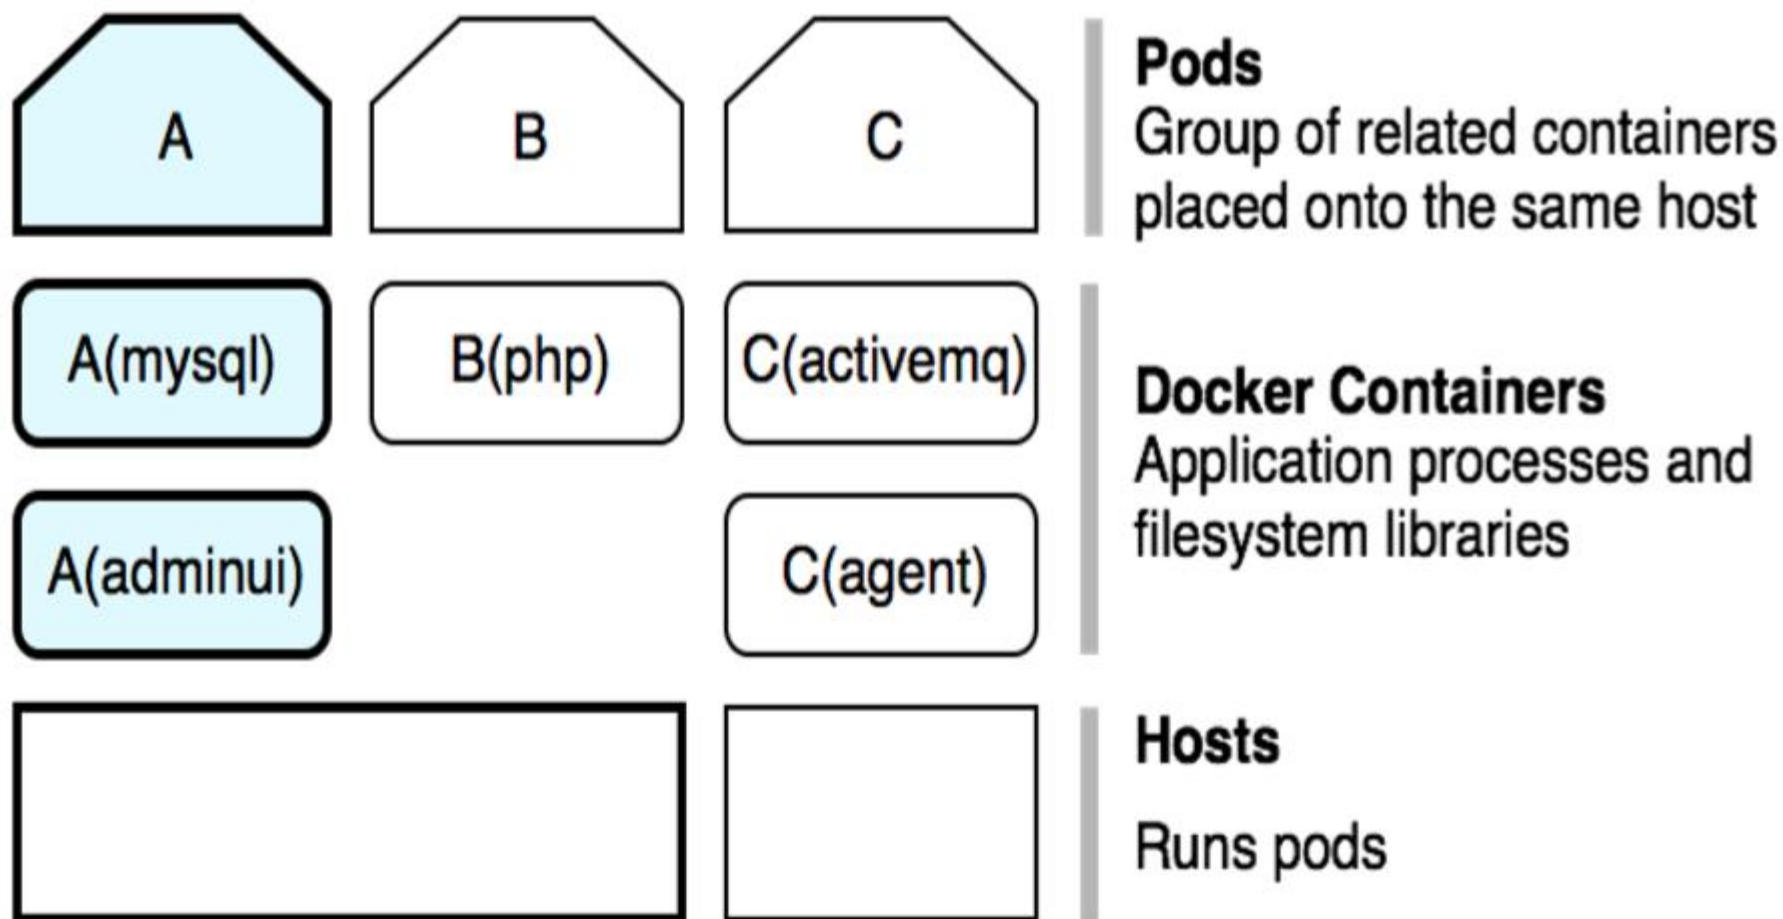 A
B
C
Pods
Group of related containers
placed onto the same host
A(mysql)
B(php)
C(activemq)
A(adminui)
C(agent)
Docker Containers
Application processes and
filesystem libraries
Hosts
Runs pods